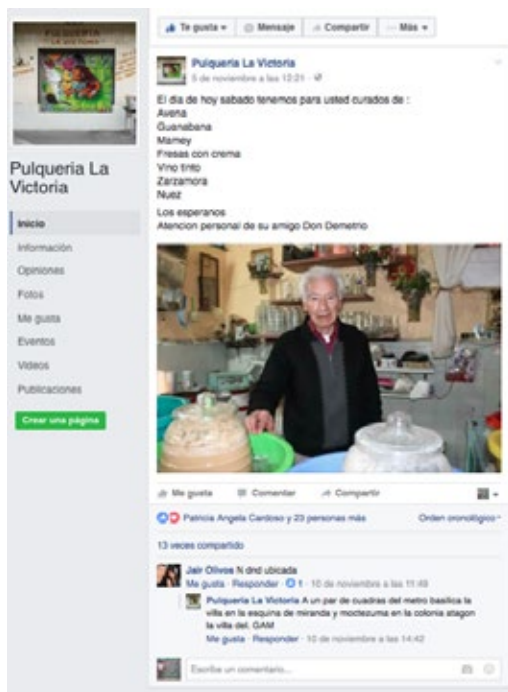 PULQUERIA
LA VICTORIA
Pulqueria La
Victoria
Inicio
Información
Opiniones
Fotos
Me gusta
Eventos
Videos
Publicaciones
Crear una página
Te gusta
Mensaje
Compartir
Más
Pulqueria La Victoria
5 de noviembre a las 12:21
El dia de hoy sabado tenemos para usted curados de :
Avena
Guanabana
Mamey
Fresas con crema
Vino tinto
Zarzamora
Nuez
Los esperanos
Atencion personal de su amigo Don Demetrio
Me gusta
Comentar
Compartir
Patricia Angela Cardoso y 23 personas más
Orden cronológico
13 veces compartido
Jair Olivos N dnd ubicada
Me gusta · Responder · 1 · 10 de noviembre a las 11:49
Pulqueria La Victoria A un par de cuadras del metro basilica la
villa en la esquina de miranda y moctezuma en la colonia atagon
la villa del. GAM
Me gusta · Responder · 10 de noviembre a las 14:42
Escriba un comentario...